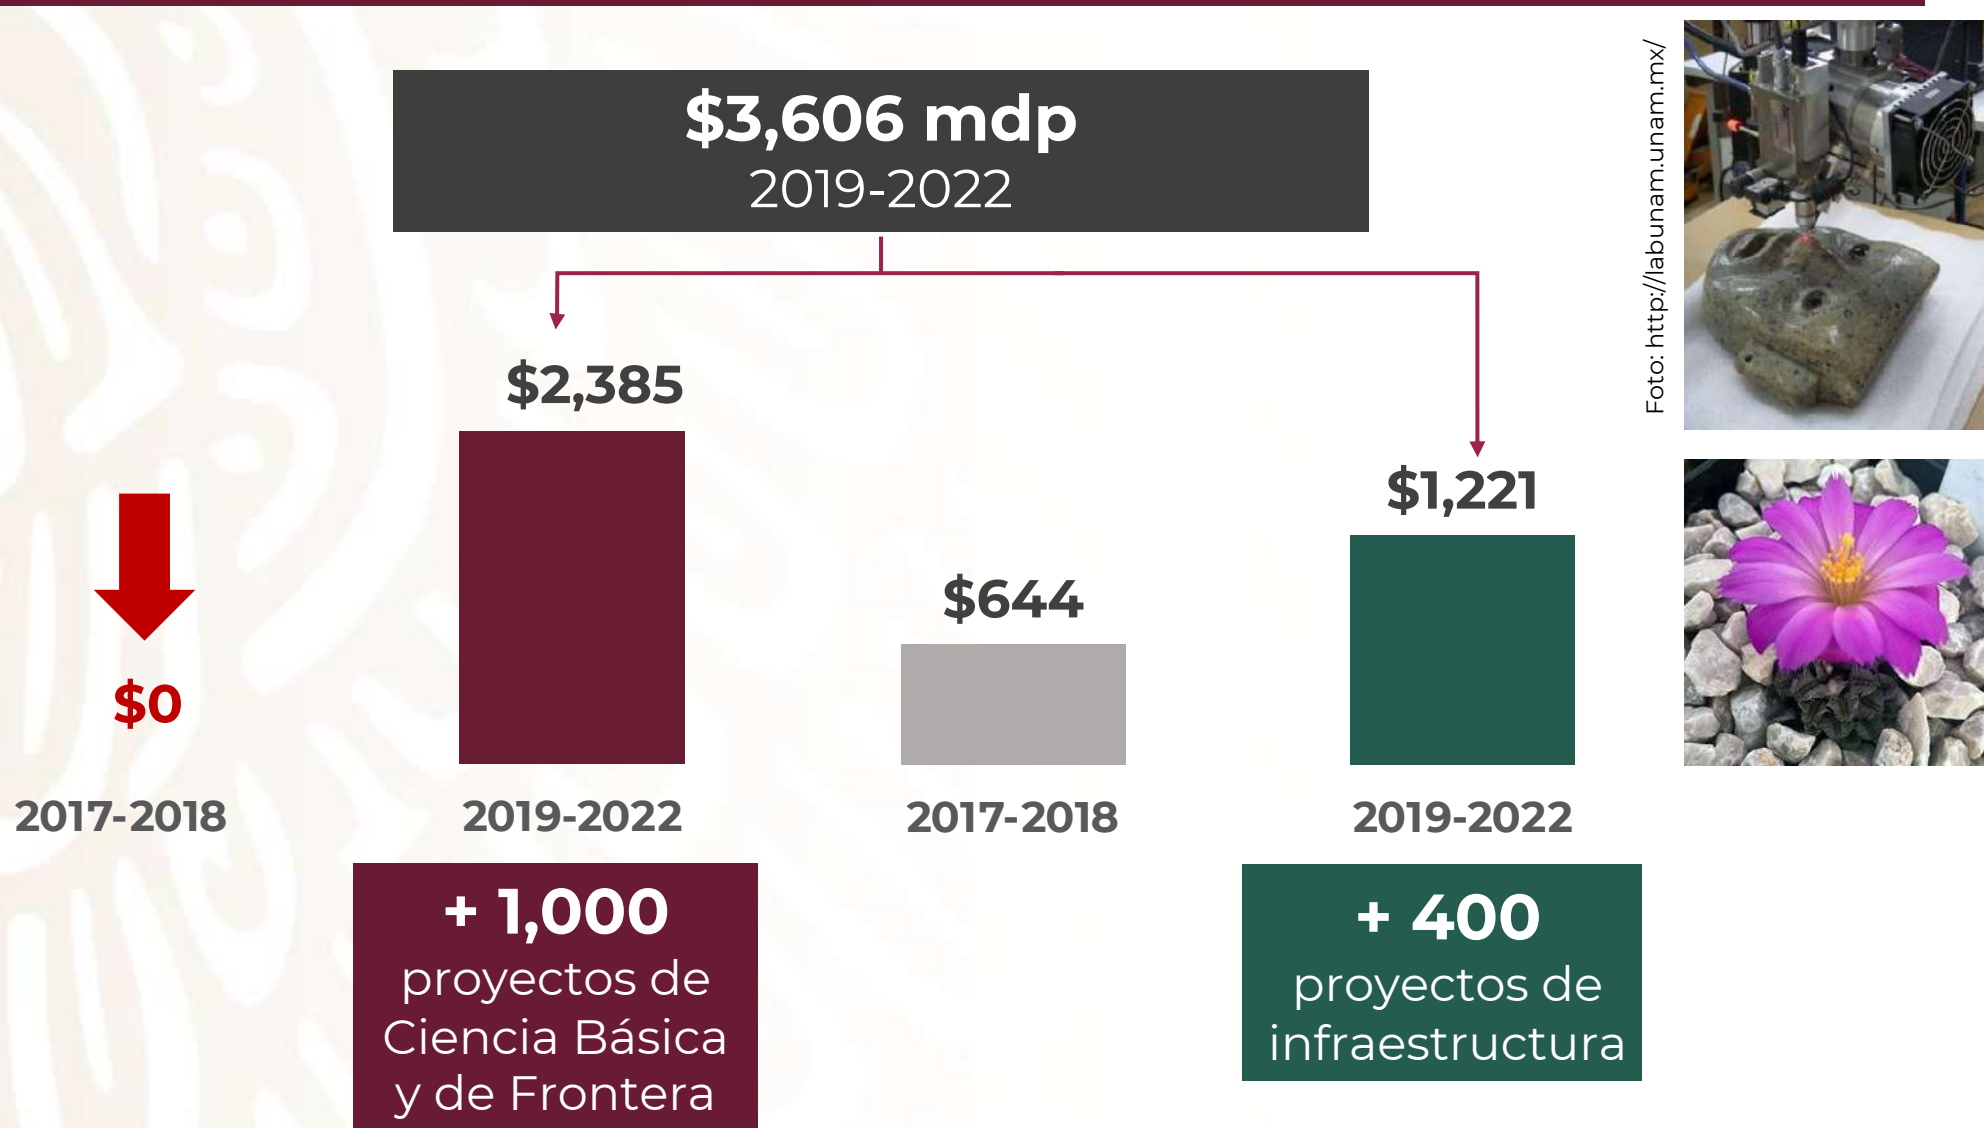 $3,606 mdp
2019-2022
Foto: http://labunam.unam.mx/
$2,385
$1,221
$644
$0
2017-2018
2019-2022
2017-2018
2019-2022
+ 1,000
proyectos de
Ciencia Básica
y de Frontera
+ 400
proyectos de
infraestructura